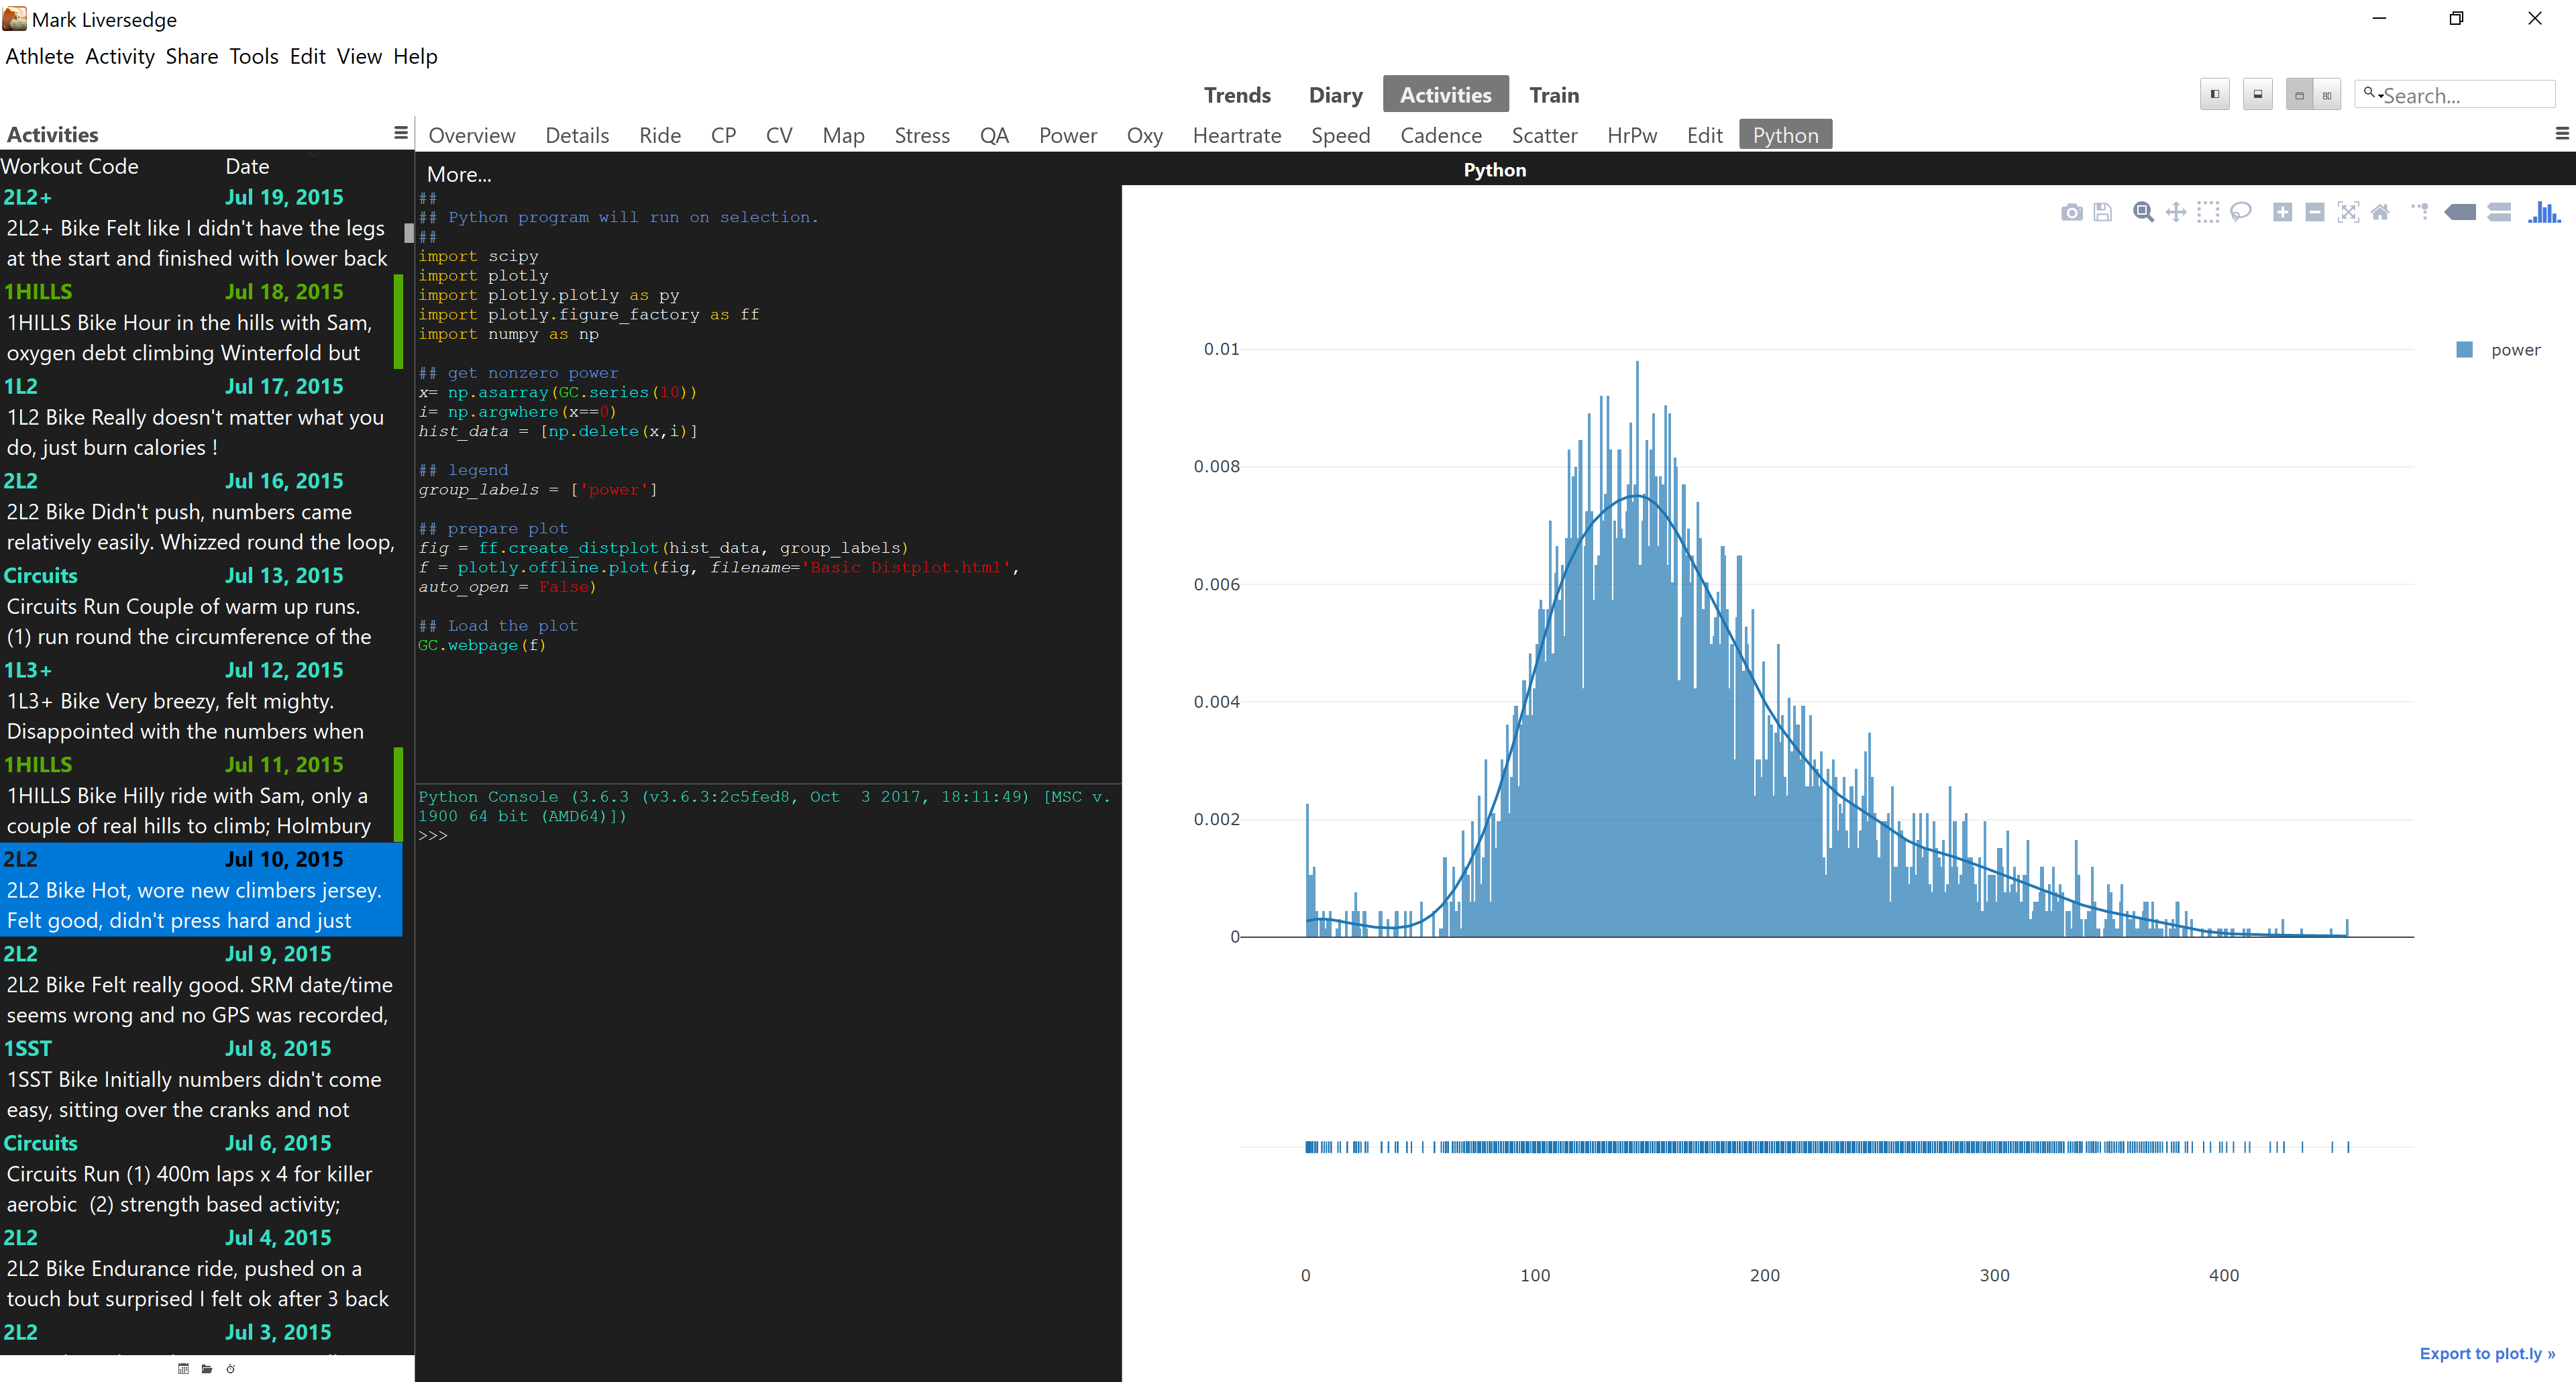 Mark Liversedge
Athlete Activity Share Tools Edit View Help
Trends Diary Activities Train
Search...
Activities
Overview Details Ride CP CV Map Stress QA Power Oxy Heartrate Speed Cadence Scatter HrPw Edit Python
Workout Code Date
2L2+ Jul 19, 2015
2L2+ Bike Felt like I didn't have the legs
at the start and finished with lower back
1HILLS Jul 18, 2015
1HILLS Bike Hour in the hills with Sam,
oxygen debt climbing Winterfold but
1L2 Jul 17, 2015
1L2 Bike Really doesn't matter what you
do, just burn calories !
2L2 Jul 16, 2015
2L2 Bike Didn't push, numbers came
relatively easily. Whizzed round the loop,
Circuits Jul 13, 2015
Circuits Run Couple of warm up runs.
(1) run round the circumference of the
1L3+ Jul 12, 2015
1L3+ Bike Very breezy, felt mighty.
Disappointed with the numbers when
1HILLS Jul 11, 2015
1HILLS Bike Hilly ride with Sam, only a
couple of real hills to climb; Holmbury
2L2 Jul 10, 2015
2L2 Bike Hot, wore new climbers jersey.
Felt good, didn't press hard and just
2L2 Jul 9, 2015
2L2 Bike Felt really good. SRM date/time
seems wrong and no GPS was recorded,
1SST Jul 8, 2015
1SST Bike Initially numbers didn't come
easy, sitting over the cranks and not
Circuits Jul 6, 2015
Circuits Run (1) 400m laps x 4 for killer
aerobic (2) strength based activity;
2L2 Jul 4, 2015
2L2 Bike Endurance ride, pushed on a
touch but surprised I felt ok after 3 back
2L2 Jul 3, 2015
Python
More...
##
## Python program will run on selection.
##
import scipy
import plotly
import plotly.plotly as py
import plotly.figure_factory as ff
import numpy as np
## get nonzero power
x= np.asarray(GC.series(10))
i= np.argwhere(x==0)
hist_data = [np.delete(x,i)]
## legend
group_labels = ['power']
## prepare plot
fig = ff.create_distplot(hist_data, group_labels)
f = plotly.offline.plot(fig, filename='Basic Distplot.html',
auto_open = False)
## Load the plot
GC.webpage(f)
Python Console (3.6.3 (v3.6.3:2c5fed8, Oct  3 2017, 18:11:49) [MSC v.
1900 64 bit (AMD64)])
>>>
power
0.01
0.008
0.006
0.004
0.002
0
0 100 200 300 400
Export to plot.ly »